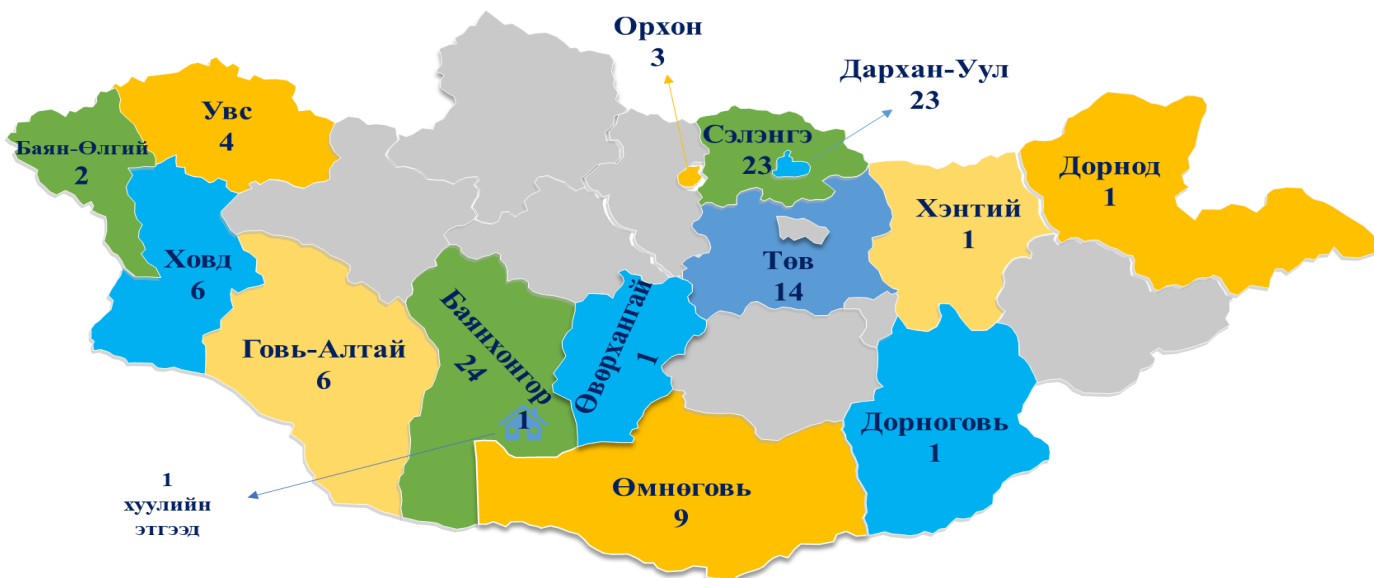 Орхон
3
Дархан-Уул
23
Увс
4
Сэлэнгэ
23
Баян-Өлгий
2
Дорнод
1
Хэнтий
1
Ховд
6
Төв
14
Говь-Алтай
6
Баянхонгор
24
1
Өвөрхангай
1
Дорноговь
1
Өмнөговь
9
1
хуулийн
этгээд